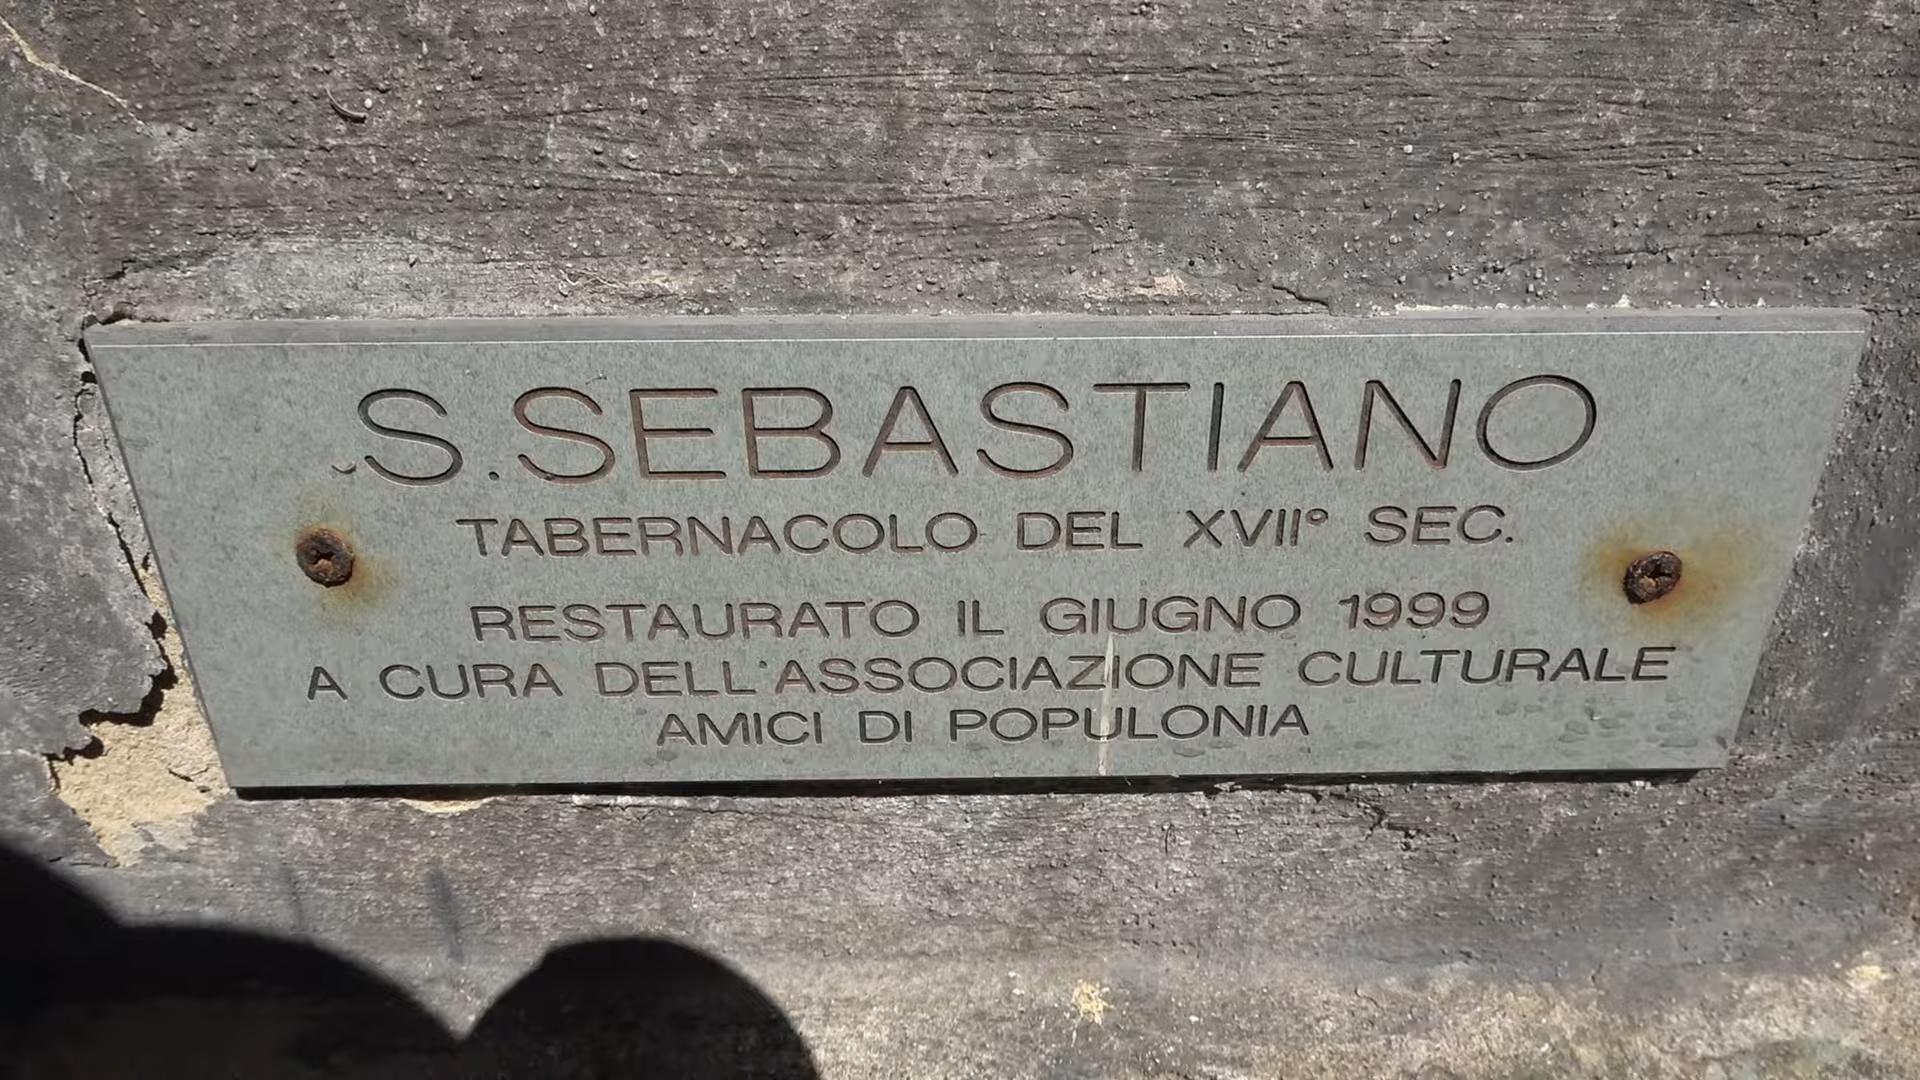 S. SEBASTIANO
TABERNACOLO DEL XVII° SEC.
RESTAURATO IL GIUGNO 1999
A CURA DELL'ASSOCIAZIONE CULTURALE
AMICI DI POPULONIA